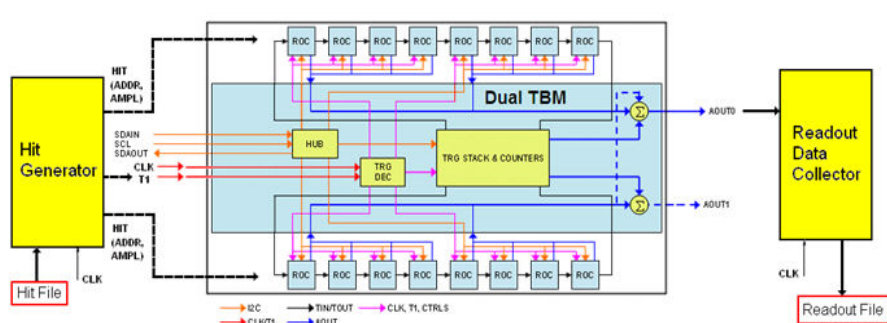 ROC ROC ROC ROC ROC ROC ROC ROC
HIT
(ADDR,
AMPL)
Dual TBM
Hit
Generator
SDAIN
SCL
SDAOUT
HUB
CLK
T1
TRG
DEC
TRG STACK & COUNTERS
Σ
AOUT0
Σ
AOUT1
Readout
Data
Collector
HIT
(ADDR,
AMPL)
ROC ROC ROC ROC ROC ROC ROC ROC
CLK
CLK
Hit File
Readout File
I2C
TIN/TOUT
CLK, T1, CTRLS
CLK/T1
AOUT